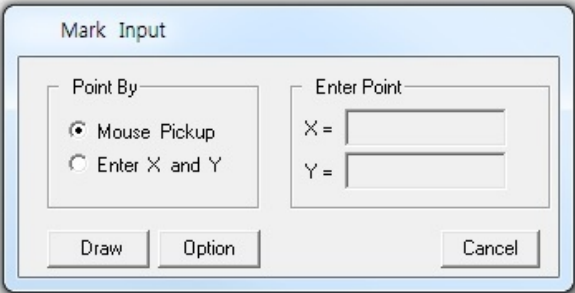 Mark Input
Point By
Mouse Pickup
Enter X and Y
Enter Point
X =
Y =
Draw
Option
Cancel